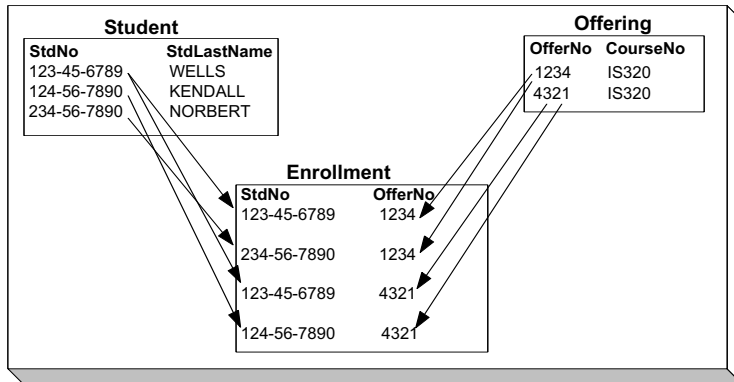 Student
StdNo StdLastName
123-45-6789 WELLS
124-56-7890 KENDALL
234-56-7890 NORBERT
Offering
OfferNo CourseNo
1234 IS320
4321 IS320
Enrollment
StdNo OfferNo
123-45-6789 1234
234-56-7890 1234
123-45-6789 4321
124-56-7890 4321